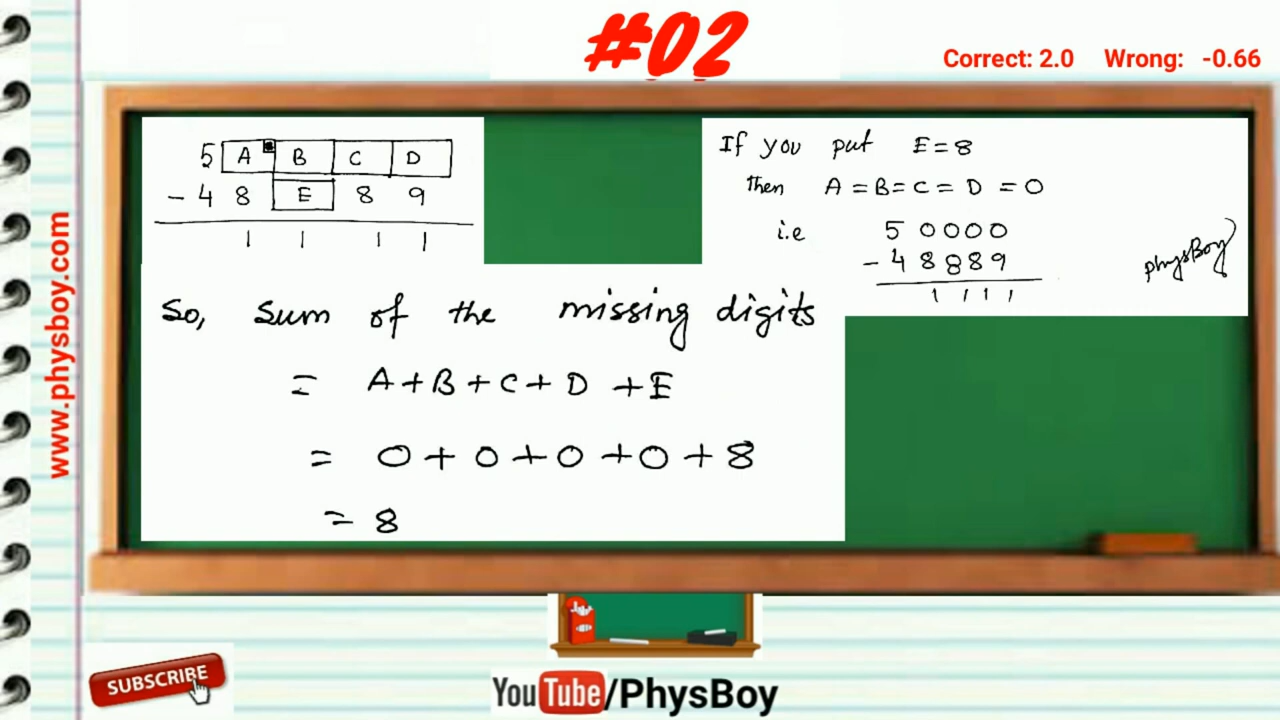 #02
Correct: 2.0 Wrong: -0.66
5 A B C D
- 4 8 E 8 9
1 1 1 1
If you put E = 8
then A = B = C = D = 0
i.e 5 0 0 0 0
- 4 8 8 8 9
1 1 1 1
physBoy
So, sum of the missing digits
= A + B + C + D + E
= 0 + 0 + 0 + 0 + 8
= 8
www.physboy.com
SUBSCRIBE
YouTube/PhysBoy